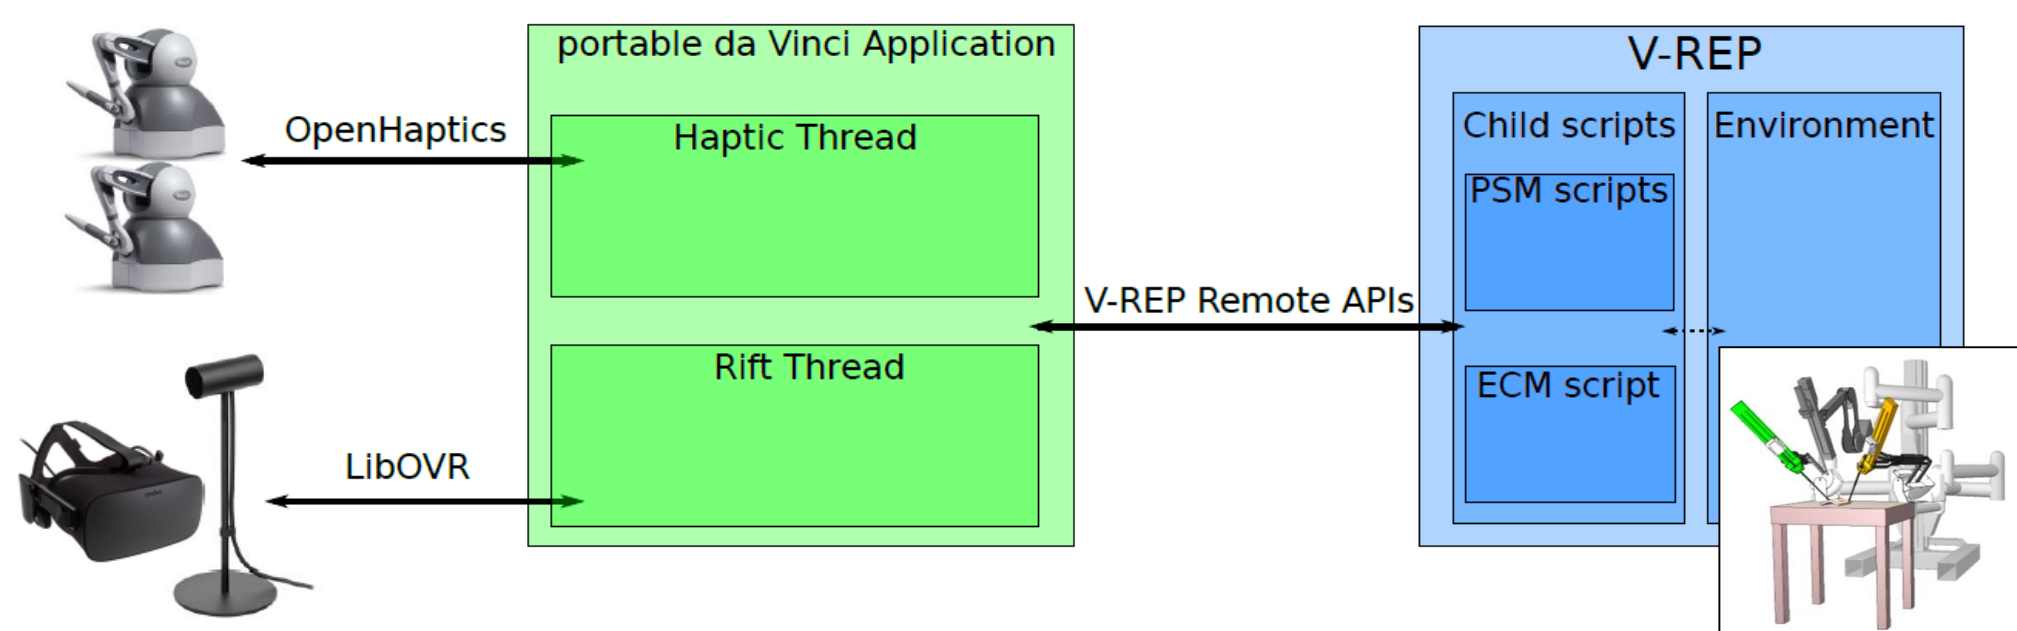 portable da Vinci Application
V-REP
OpenHaptics
Haptic Thread
Child scripts
Environment
PSM scripts
V-REP Remote APIs
Rift Thread
ECM script
LibOVR
oculus